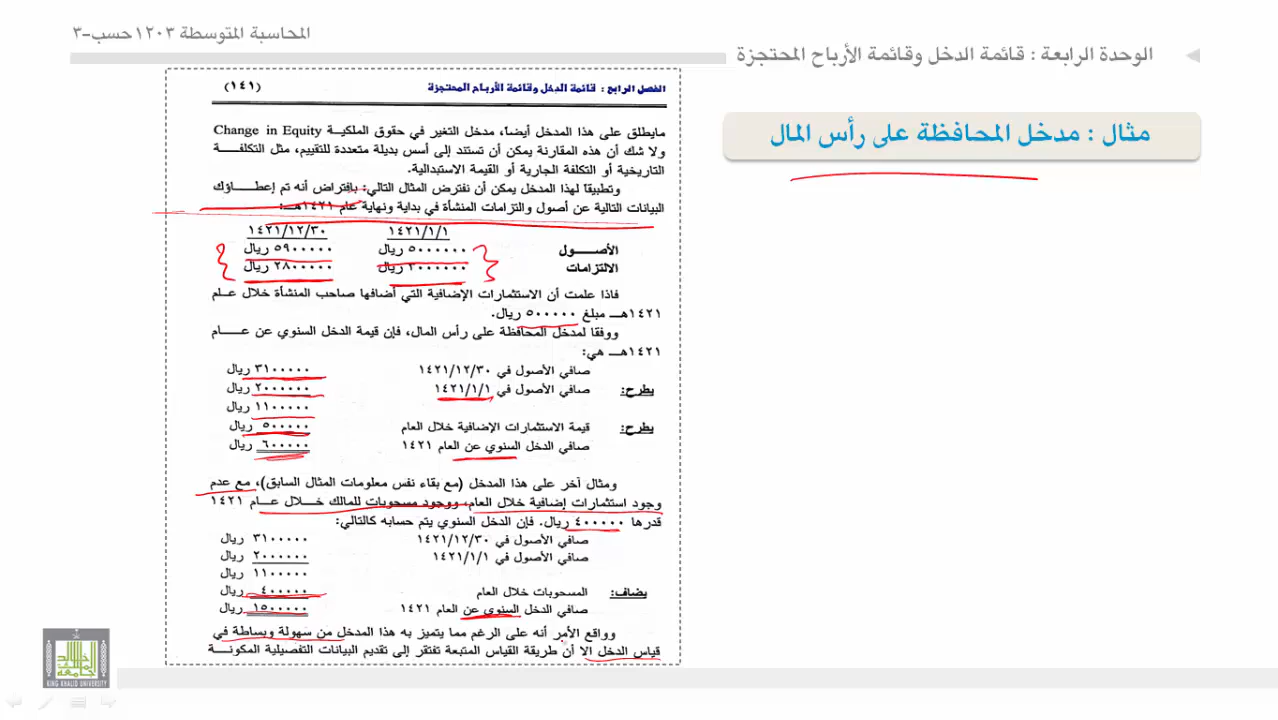 المحاسبة المتوسطة ١٢٠٣ حسب-٣
الوحدة الرابعة : قائمة الدخل وقائمة الأرباح المحتجزة
مثال : مدخل المحافظة على رأس المال
الفصل الرابع : قائمة الدخل وقائمة الأرباح المحتجزة (١٤١)
مايطلق على هذا المدخل أيضاً، مدخل التغير في حقوق الملكيـة Change in Equity
ولا شك أن هذه المقارنة يمكن أن تستند إلى أسس بديلة متعددة للتقييم، مثل التكلفـة
التاريخية أو التكلفة الجارية أو القيمة الاستبدالية.
وتطبيقا لهذا المدخل يمكن أن نفترض المثال التالي: بافتراض أنه تم إعطـاؤك
البيانات التالية عن أصول والتزامات المنشأة في بداية ونهاية عام ١٤٢١هـ:
١٤٢١/١/١ ١٤٢١/١٢/٣٠
الأصـول ٥٠٠٠٠٠٠ ريال ٥٩٠٠٠٠٠ ريال
الالتزامات ٣٠٠٠٠٠٠ ريال ٢٨٠٠٠٠٠ ريال
فاذا علمت أن الاستثمارات الإضافية التي أضافها صاحب المنشأة خلال عـلم
١٤٢١هـ مبلغ ٥٠٠٠٠٠ ريال.
ووفقا لمدخل المحافظة على رأس المال، فإن قيمة الدخل السنوي عن عـام
١٤٢١هـ هي:
صافي الأصول في ١٤٢١/١٢/٣٠ ٣١٠٠٠٠٠ ريال
يطرح: صافي الأصول في ١٤٢١/١/١ ٢٠٠٠٠٠٠ ريال
١١٠٠٠٠٠ ريال
يطرح: قيمة الاستثمارات الإضافية خلال العام ٥٠٠٠٠٠ ريال
صافي الدخل السنوي عن العام ١٤٢١ ٦٠٠٠٠٠ ريال
ومثال آخر على هذا المدخل (مع بقاء نفس معلومات المثال السابق)، مع عدم
وجود استثمارات إضافية خلال العام، ووجود مسحوبات للمالك خـلال عـام ١٤٢١
قدرها ٤٠٠٠٠٠ ريال. فإن الدخل السنوي يتم حسابه كالتالي:
صافي الأصول في ١٤٢١/١٢/٣٠ ٣١٠٠٠٠٠ ريال
صافي الأصول في ١٤٢١/١/١ ٢٠٠٠٠٠٠ ريال
١١٠٠٠٠٠ ريال
يضاف: المسحوبات خلال العام ٤٠٠٠٠٠ ريال
صافي الدخل السنوي عن العام ١٤٢١ ١٥٠٠٠٠٠ ريال
وواقع الأمر أنه على الرغم مما يتميز به هذا المدخل من سهولة وبساطة في
قياس الدخل الا أن طريقة القياس المتبعة تفتقر إلى تقديم البيانات التفصيلية المكونـة
جامعة الملك خالد
KING KHALID UNIVERSITY